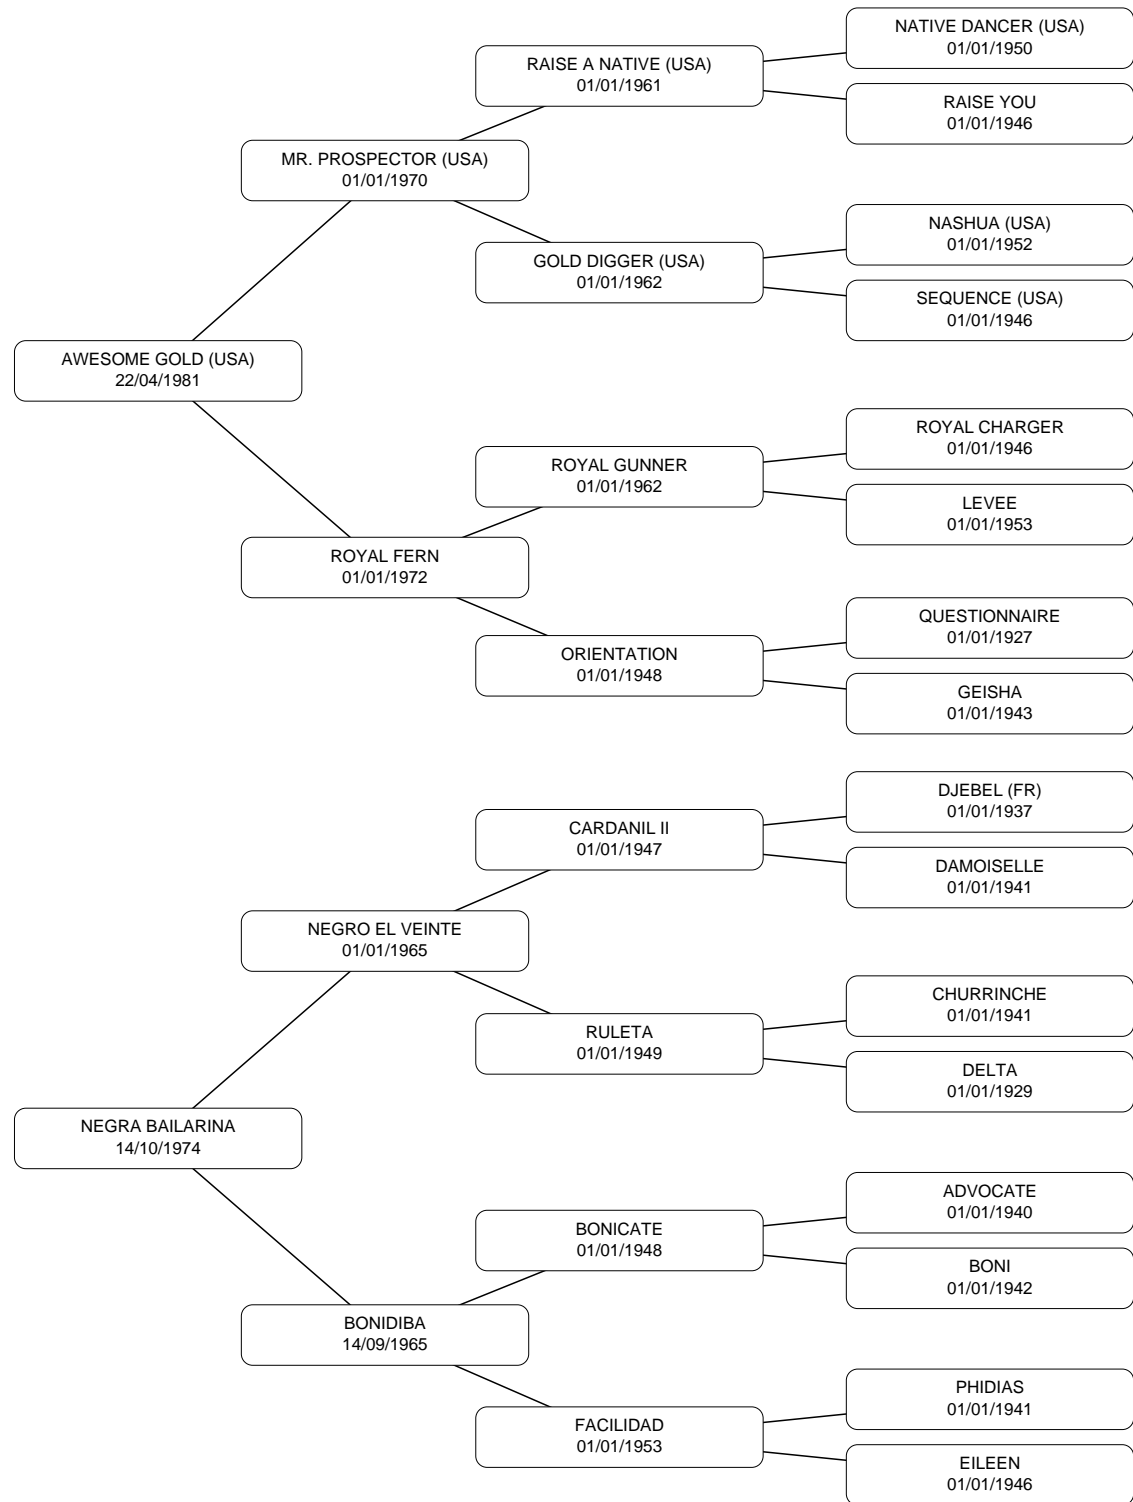 NATIVE DANCER (USA)
01/01/1950
RAISE A NATIVE (USA)
01/01/1961
RAISE YOU
01/01/1946
MR. PROSPECTOR (USA)
01/01/1970
NASHUA (USA)
01/01/1952
GOLD DIGGER (USA)
01/01/1962
SEQUENCE (USA)
01/01/1946
AWESOME GOLD (USA)
22/04/1981
ROYAL CHARGER
01/01/1946
ROYAL GUNNER
01/01/1962
LEVEE
01/01/1953
ROYAL FERN
01/01/1972
QUESTIONNAIRE
01/01/1927
ORIENTATION
01/01/1948
GEISHA
01/01/1943
DJEBEL (FR)
01/01/1937
CARDANIL II
01/01/1947
DAMOISELLE
01/01/1941
NEGRO EL VEINTE
01/01/1965
CHURRINCHE
01/01/1941
RULETA
01/01/1949
DELTA
01/01/1929
NEGRA BAILARINA
14/10/1974
ADVOCATE
01/01/1940
BONICATE
01/01/1948
BONI
01/01/1942
BONIDIBA
14/09/1965
PHIDIAS
01/01/1941
FACILIDAD
01/01/1953
EILEEN
01/01/1946